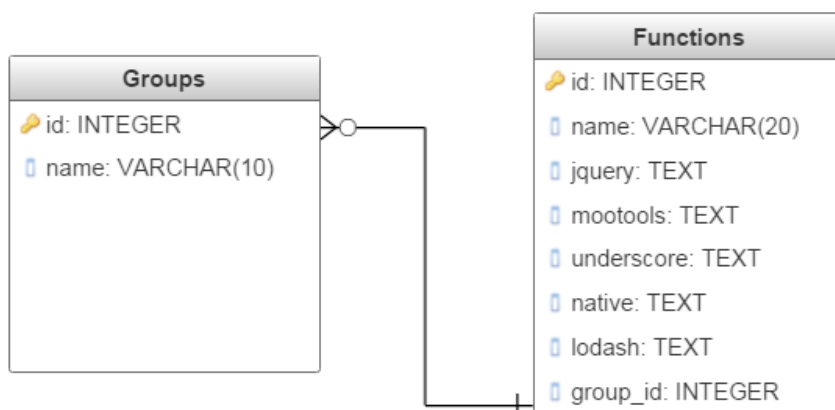 Groups
id: INTEGER
name: VARCHAR(10)
Functions
id: INTEGER
name: VARCHAR(20)
jquery: TEXT
mootools: TEXT
underscore: TEXT
native: TEXT
lodash: TEXT
group_id: INTEGER